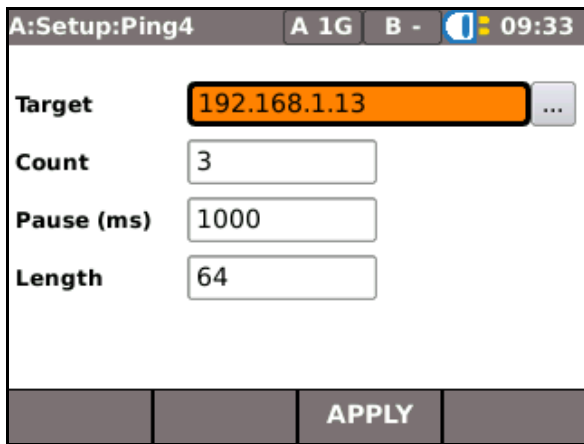 A:Setup:Ping4 A 1G B - 09:33
Target 192.168.1.13 ...
Count 3
Pause (ms) 1000
Length 64
APPLY